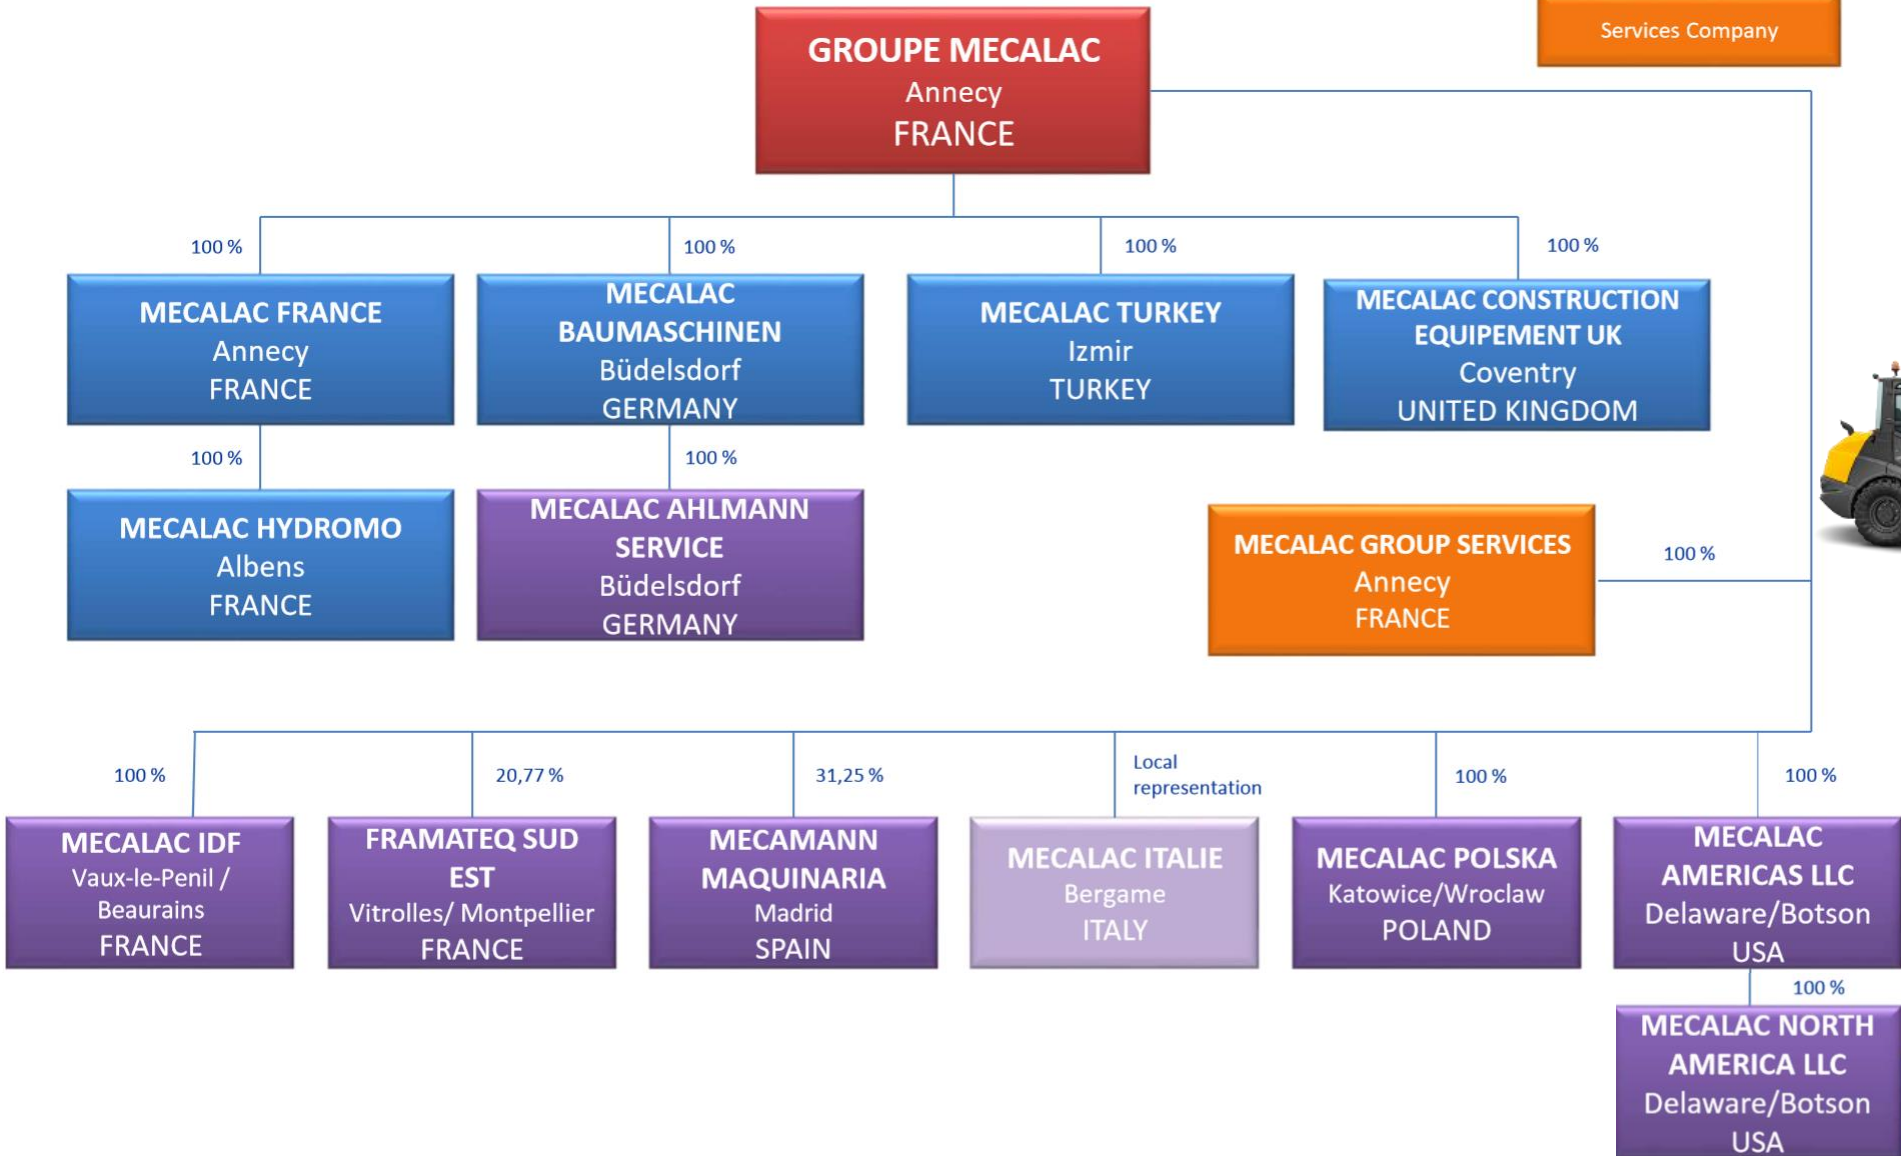 Services Company
GROUPE MECALAC
Annecy
FRANCE
100 %
100 %
100 %
100 %
MECALAC FRANCE
Annecy
FRANCE
MECALAC
BAUMASCHINEN
Büdelsdorf
GERMANY
MECALAC TURKEY
Izmir
TURKEY
MECALAC CONSTRUCTION
EQUIPEMENT UK
Coventry
UNITED KINGDOM
100 %
100 %
MECALAC HYDROMO
Albens
FRANCE
MECALAC AHLMANN
SERVICE
Büdelsdorf
GERMANY
MECALAC GROUP SERVICES
Annecy
FRANCE
100 %
100 %
20,77 %
31,25 %
Local
representation
100 %
100 %
MECALAC IDF
Vaux-le-Penil /
Beaurains
FRANCE
FRAMATEQ SUD
EST
Vitrolles/ Montpellier
FRANCE
MECAMANN
MAQUINARIA
Madrid
SPAIN
MECALAC ITALIE
Bergame
ITALY
MECALAC POLSKA
Katowice/Wroclaw
POLAND
MECALAC
AMERICAS LLC
Delaware/Botson
USA
100 %
MECALAC NORTH
AMERICA LLC
Delaware/Botson
USA